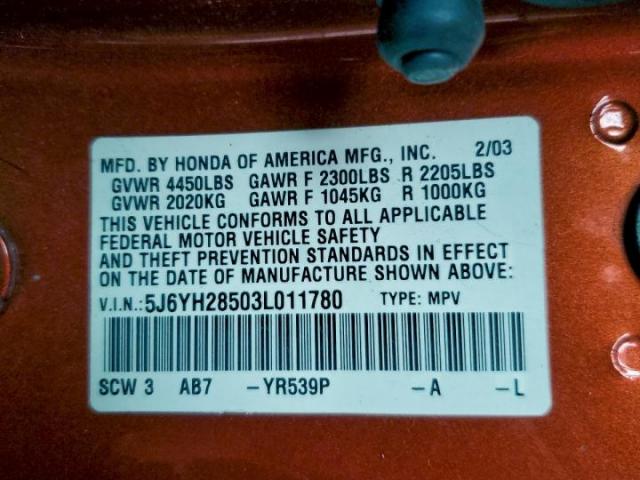 MFD. BY HONDA OF AMERICA MFG., INC. 2/03
GVWR 4450LBS GAWR F 2300LBS R 2205LBS
GVWR 2020KG GAWR F 1045KG R 1000KG
THIS VEHICLE CONFORMS TO ALL APPLICABLE
FEDERAL MOTOR VEHICLE SAFETY
AND THEFT PREVENTION STANDARDS IN EFFECT
ON THE DATE OF MANUFACTURE SHOWN ABOVE:
V.I.N.:5J6YH28503L011780 TYPE: MPV
SCW 3 AB7 -YR539P -A -L